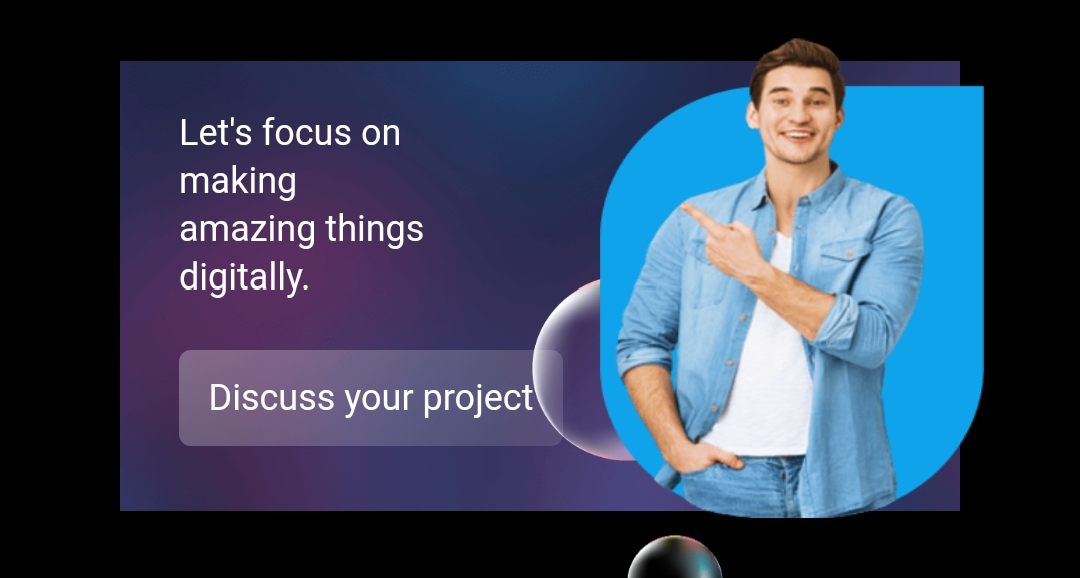 Let's focus on
making
amazing things
digitally.
Discuss your project